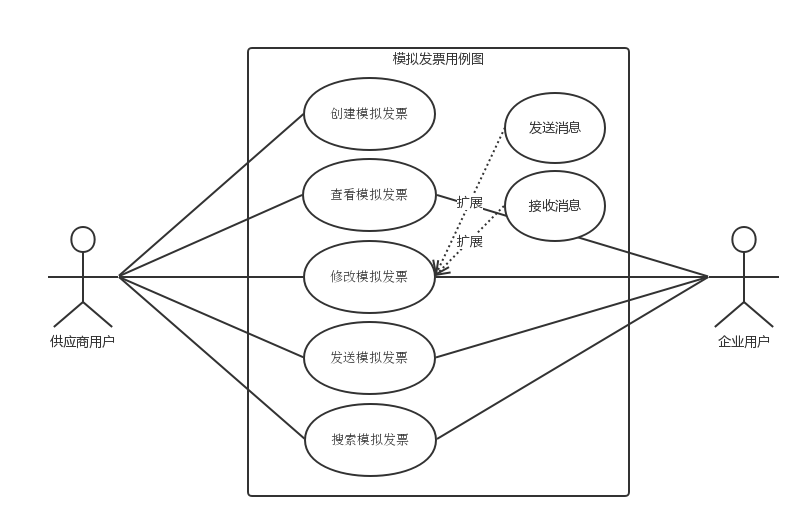 模拟发票用例图
创建模拟发票
发送消息
查看模拟发票
扩展
接收消息
扩展
修改模拟发票
供应商用户
企业用户
发送模拟发票
搜索模拟发票